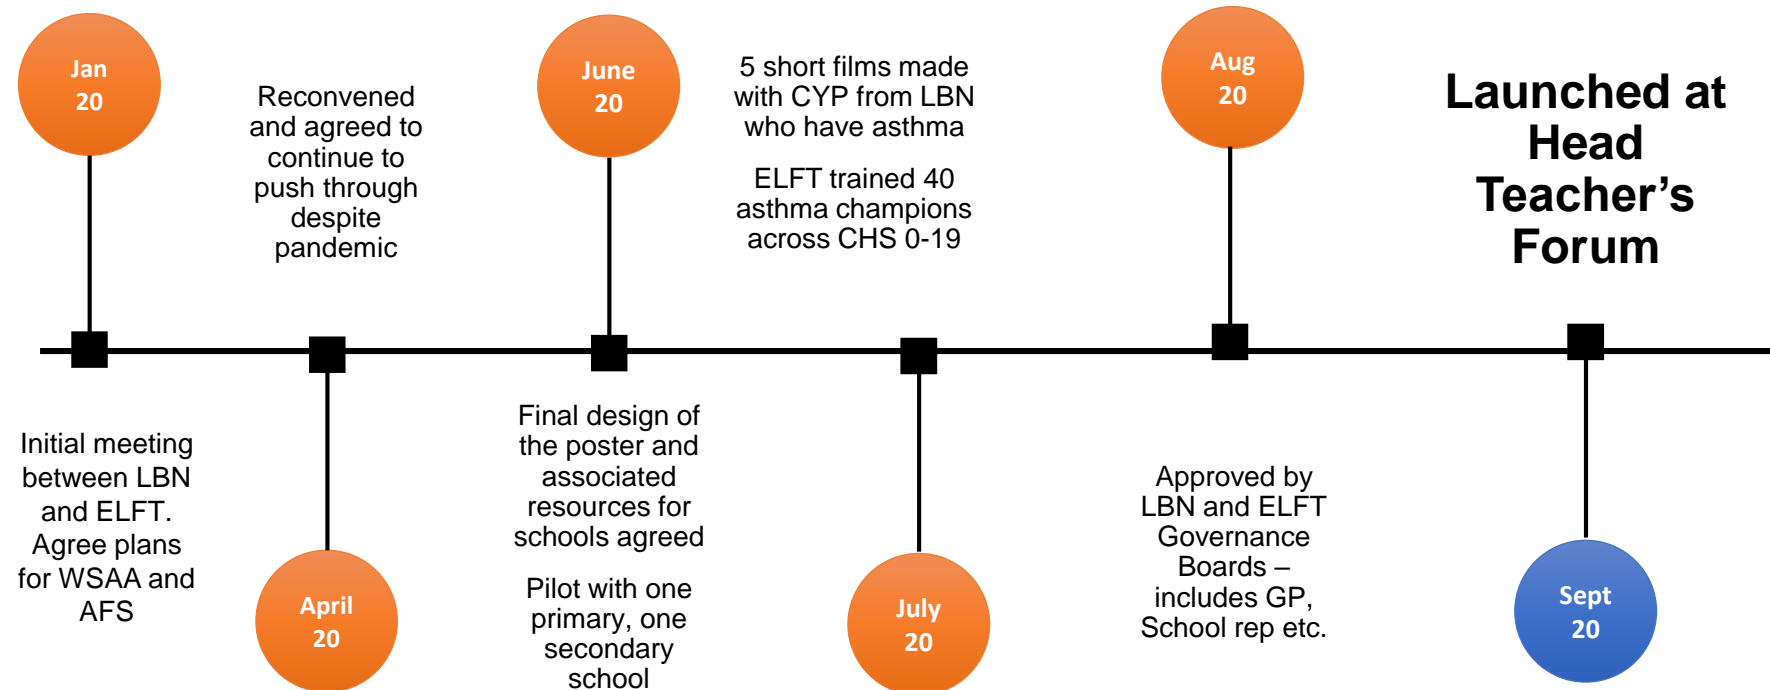 Jan
20
Initial meeting
between LBN
and ELFT.
Agree plans
for WSAA and
AFS
Reconvened
and agreed to
continue to
push through
despite
pandemic
April
20
June
20
Final design of
the poster and
associated
resources for
schools agreed
Pilot with one
primary, one
secondary
school
5 short films made
with CYP from LBN
who have asthma
ELFT trained 40
asthma champions
across CHS 0-19
July
20
Aug
20
Approved by
LBN and ELFT
Governance
Boards –
includes GP,
School rep etc.
Launched at
Head
Teacher’s
Forum
Sept
20